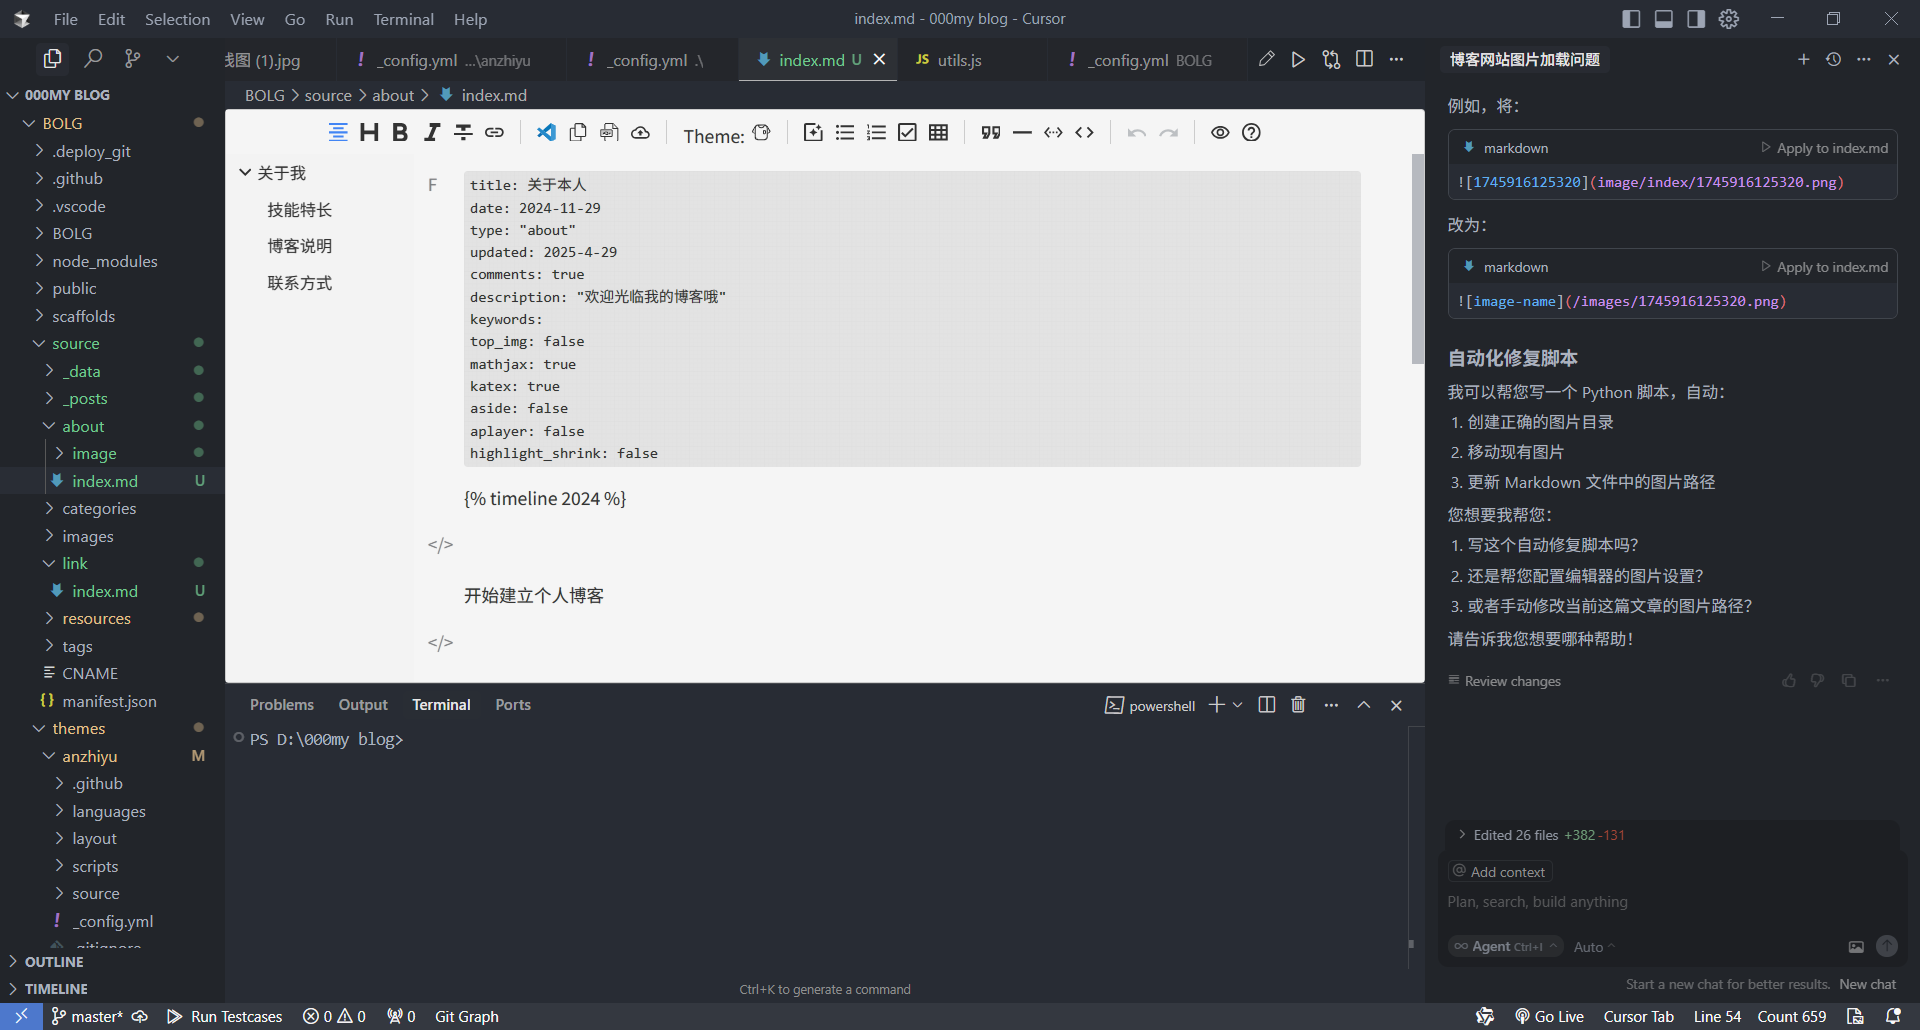 File Edit Selection View Go Run Terminal Help
index.md - 000my blog - Cursor
线图 (1).jpg
_config.yml ...\anzhiyu
_config.yml .\
index.md U
JS utils.js
_config.yml BOLG
000MY BLOG
BOLG
.deploy_git
.github
.vscode
BOLG
node_modules
public
scaffolds
source
_data
_posts
about
image
index.md U
categories
images
link
index.md U
resources
tags
CNAME
manifest.json
themes
anzhiyu M
.github
languages
layout
scripts
source
_config.yml
.gitignore
OUTLINE
TIMELINE
BOLG > source > about > index.md
Theme:
关于我
技能特长
博客说明
联系方式
F
title: 关于本人
date: 2024-11-29
type: "about"
updated: 2025-4-29
comments: true
description: "欢迎光临我的博客哦"
keywords:
top_img: false
mathjax: true
katex: true
aside: false
aplayer: false
highlight_shrink: false
{% timeline 2024 %}
</>
开始建立个人博客
</>
Problems Output Terminal Ports
powershell
PS D:\000my blog>
Ctrl+K to generate a command
博客网站图片加载问题
例如，将：
markdown
Apply to index.md
![1745916125320](image/index/1745916125320.png)
改为：
markdown
Apply to index.md
![image-name](/images/1745916125320.png)
自动化修复脚本
我可以帮您写一个 Python 脚本，自动：
1. 创建正确的图片目录
2. 移动现有图片
3. 更新 Markdown 文件中的图片路径
您想要我帮您：
1. 写这个自动修复脚本吗？
2. 还是帮您配置编辑器的图片设置？
3. 或者手动修改当前这篇文章的图片路径？
请告诉我您想要哪种帮助！
Review changes
Edited 26 files +382 -131
@ Add context
Plan, search, build anything
∞ Agent Ctrl+I
Auto
Start a new chat for better results. New chat
master* Run Testcases 0 0 0 Git Graph
Go Live Cursor Tab Line 54 Count 659